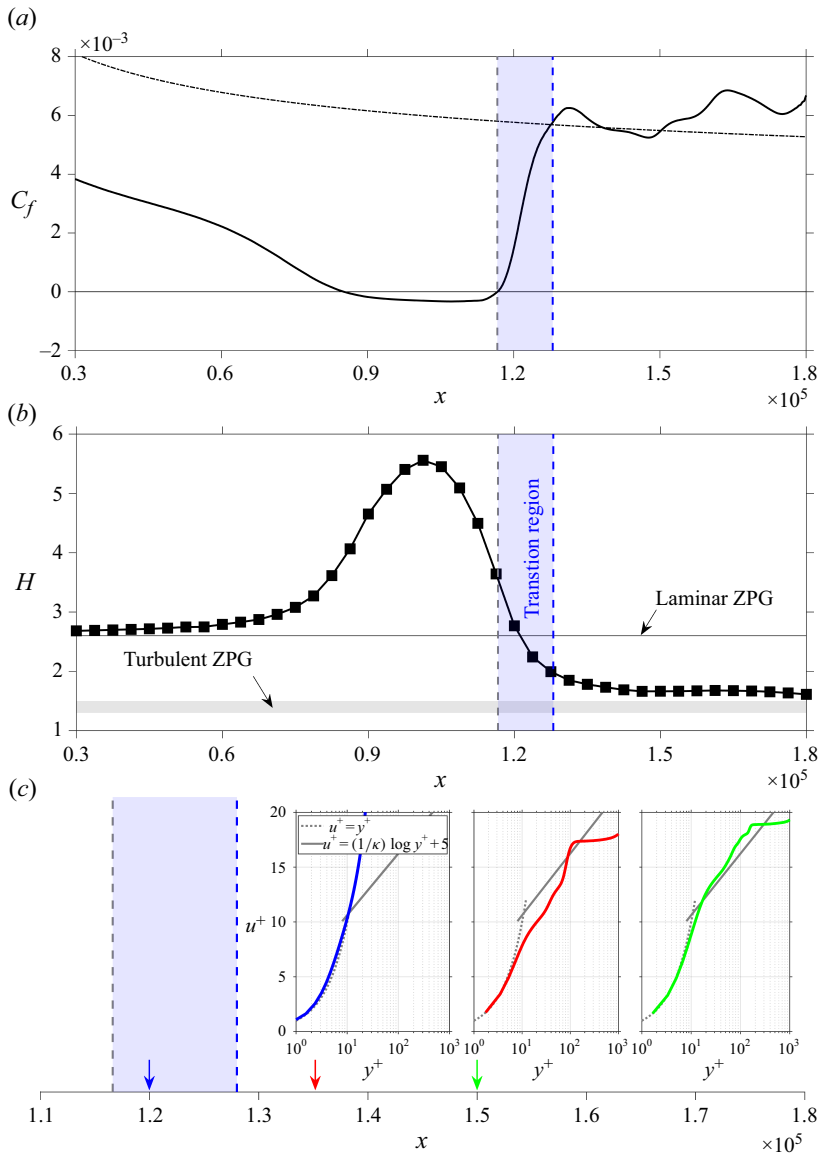 (a)
×10⁻³
8
6
4
2
0
−2
C_f
0.3 0.6 0.9 1.2 1.5 1.8
x
×10⁵
(b)
6
5
4
3
2
1
H
Transtion region
Laminar ZPG
Turbulent ZPG
0.3 0.6 0.9 1.2 1.5 1.8
x
×10⁵
(c)
20
15
10
5
0
u⁺
u⁺ = y⁺
u⁺ = (1/κ) log y⁺ + 5
10⁰ 10¹ 10² 10³
y⁺
10⁰ 10¹ 10² 10³
y⁺
10⁰ 10¹ 10² 10³
y⁺
1.1 1.2 1.3 1.4 1.5 1.6 1.7 1.8
x
×10⁵